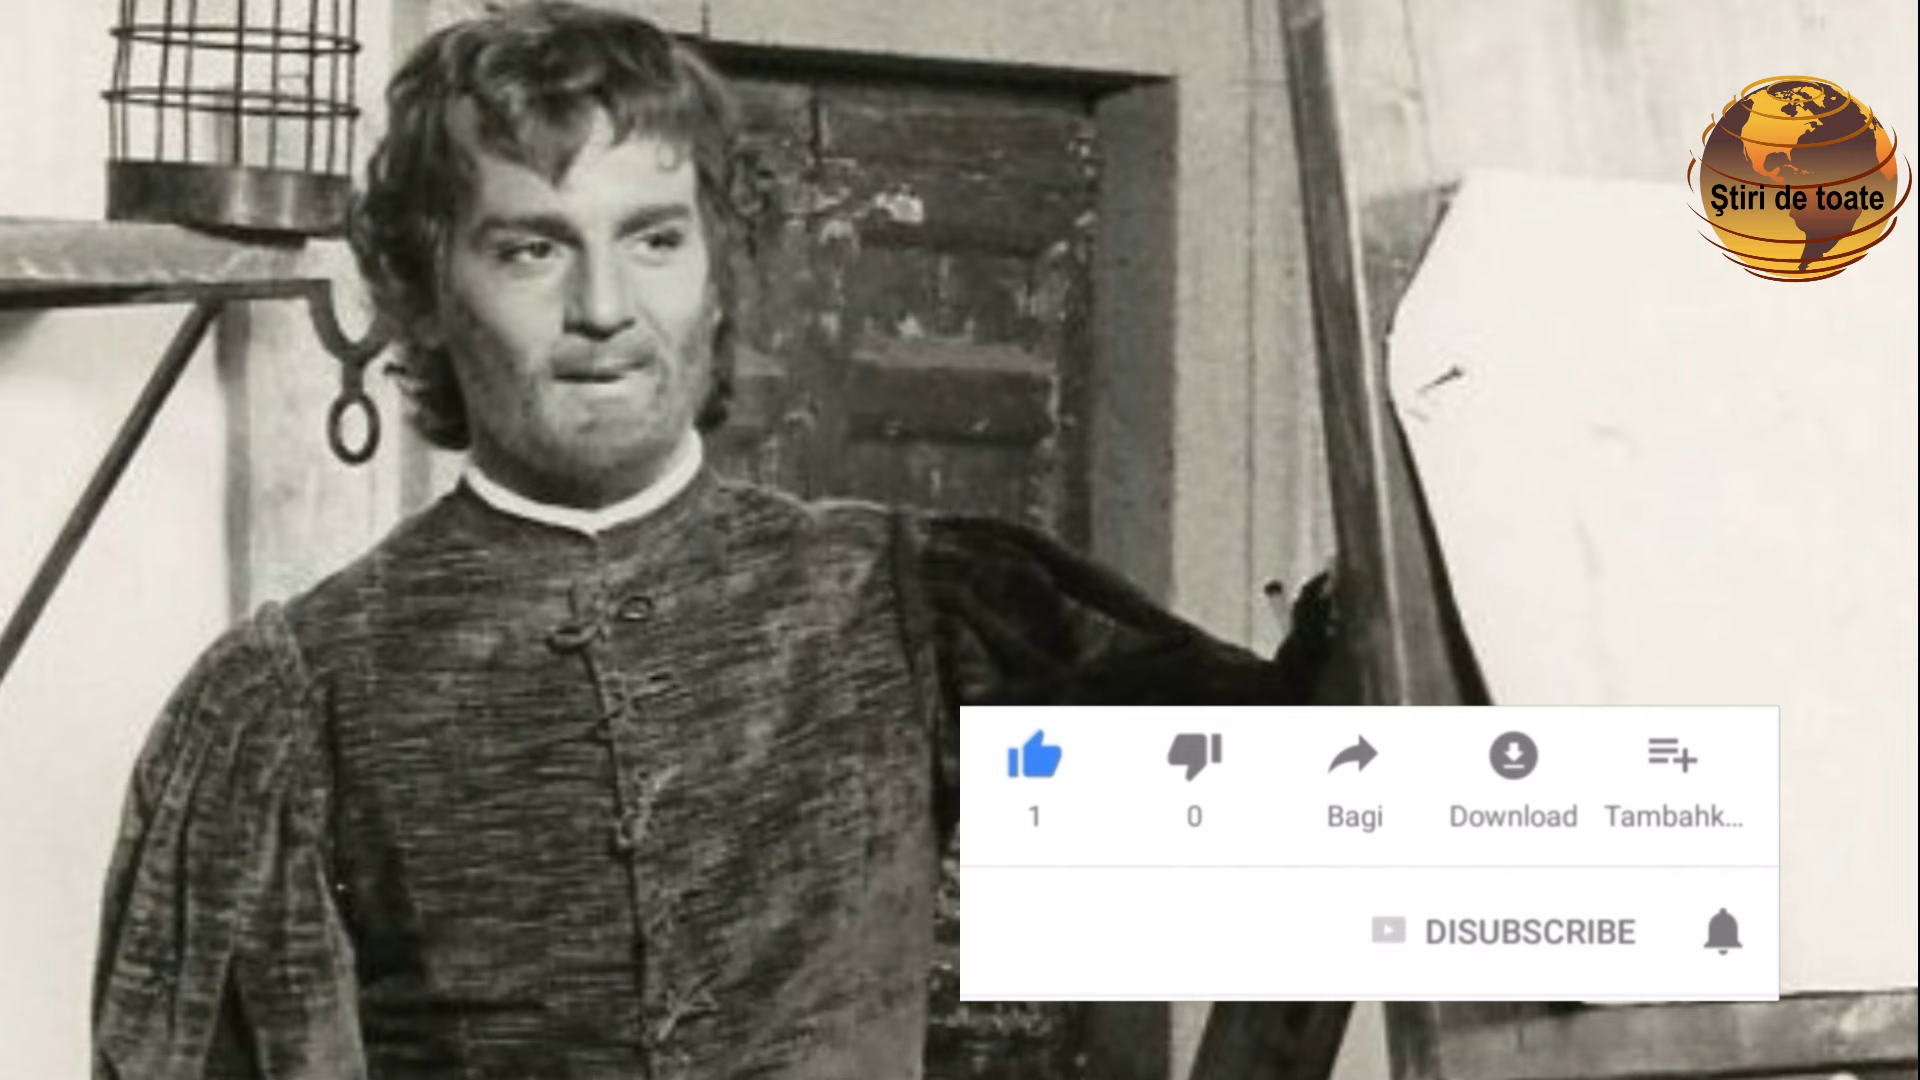 Ştiri de toate
1
0
Bagi
Download
Tambahk...
DISUBSCRIBE